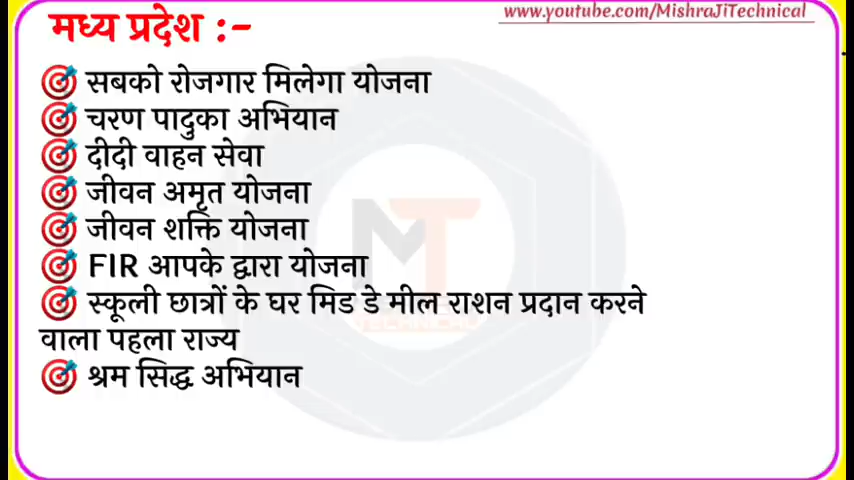 www.youtube.com/MishraJiTechnical
मध्य प्रदेश :-
सबको रोजगार मिलेगा योजना
चरण पादुका अभियान
दीदी वाहन सेवा
जीवन अमृत योजना
जीवन शक्ति योजना
FIR आपके द्वारा योजना
स्कूली छात्रों के घर मिड डे मील राशन प्रदान करने
वाला पहला राज्य
श्रम सिद्ध अभियान
MT